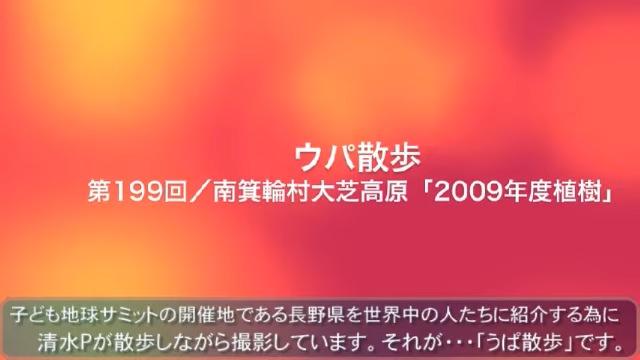 ウパ散歩
第199回／南箕輪村大芝高原「2009年度植樹」
子ども地球サミットの開催地である長野県を世界中の人たちに紹介する為に
清水Pが散歩しながら撮影しています。それが・・・「うぱ散歩」です。